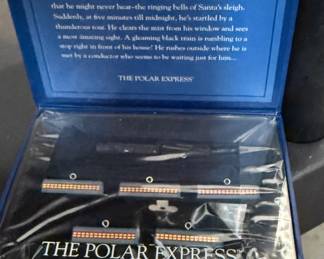 that he might never hear–the ringing bells of Santa's sleigh.
Suddenly, at five minutes till midnight, he's startled by a
thunderous roar. He clears the mist from his window and sees
a most amazing sight. A gleaming black train is rumbling to a
stop right in front of his house! He rushes outside where he is
met by a conductor who seems to be waiting just for him…
THE POLAR EXPRESS
THE POLAR EXPRESS